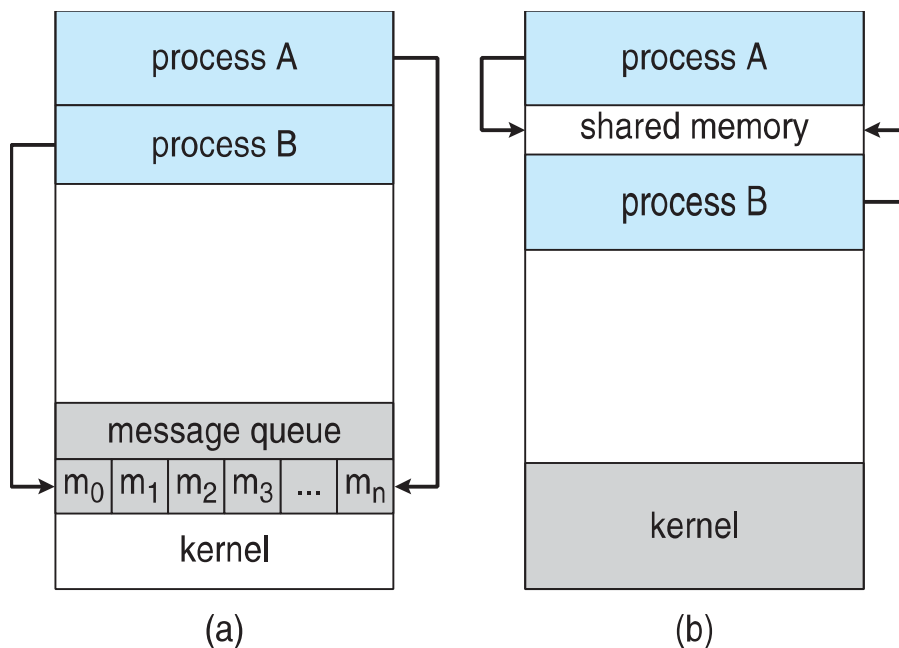 process A
process B
message queue
m0 m1 m2 m3 ... mn
kernel
(a)
process A
shared memory
process B
kernel
(b)